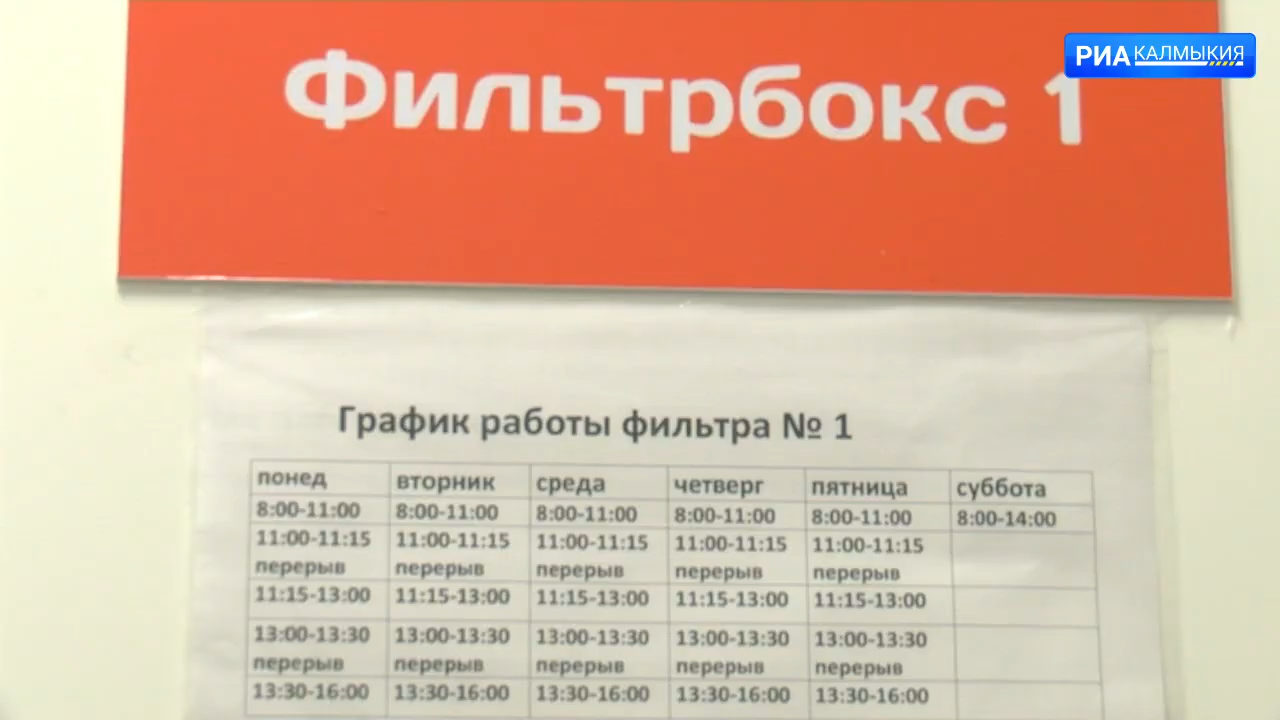 РИА КАЛМЫКИЯ
Фильтрбокс 1
График работы фильтра № 1
понед вторник среда четверг пятница суббота
8:00-11:00 8:00-11:00 8:00-11:00 8:00-11:00 8:00-11:00 8:00-14:00
11:00-11:15 11:00-11:15 11:00-11:15 11:00-11:15 11:00-11:15
перерыв перерыв перерыв перерыв перерыв
11:15-13:00 11:15-13:00 11:15-13:00 11:15-13:00 11:15-13:00
13:00-13:30 13:00-13:30 13:00-13:30 13:00-13:30 13:00-13:30
перерыв перерыв перерыв перерыв перерыв
13:30-16:00 13:30-16:00 13:30-16:00 13:30-16:00 13:30-16:00